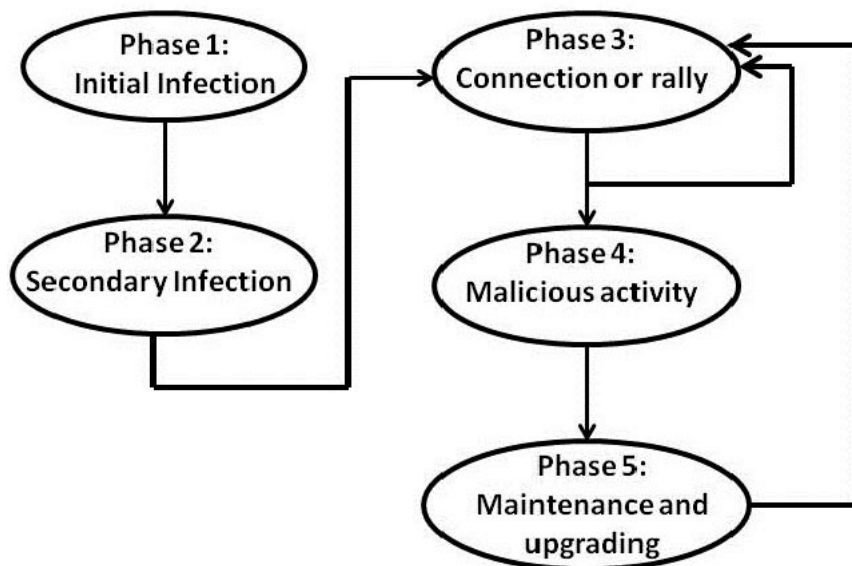 Phase 1:
Initial Infection
Phase 2:
Secondary Infection
Phase 3:
Connection or rally
Phase 4:
Malicious activity
Phase 5:
Maintenance and
upgrading